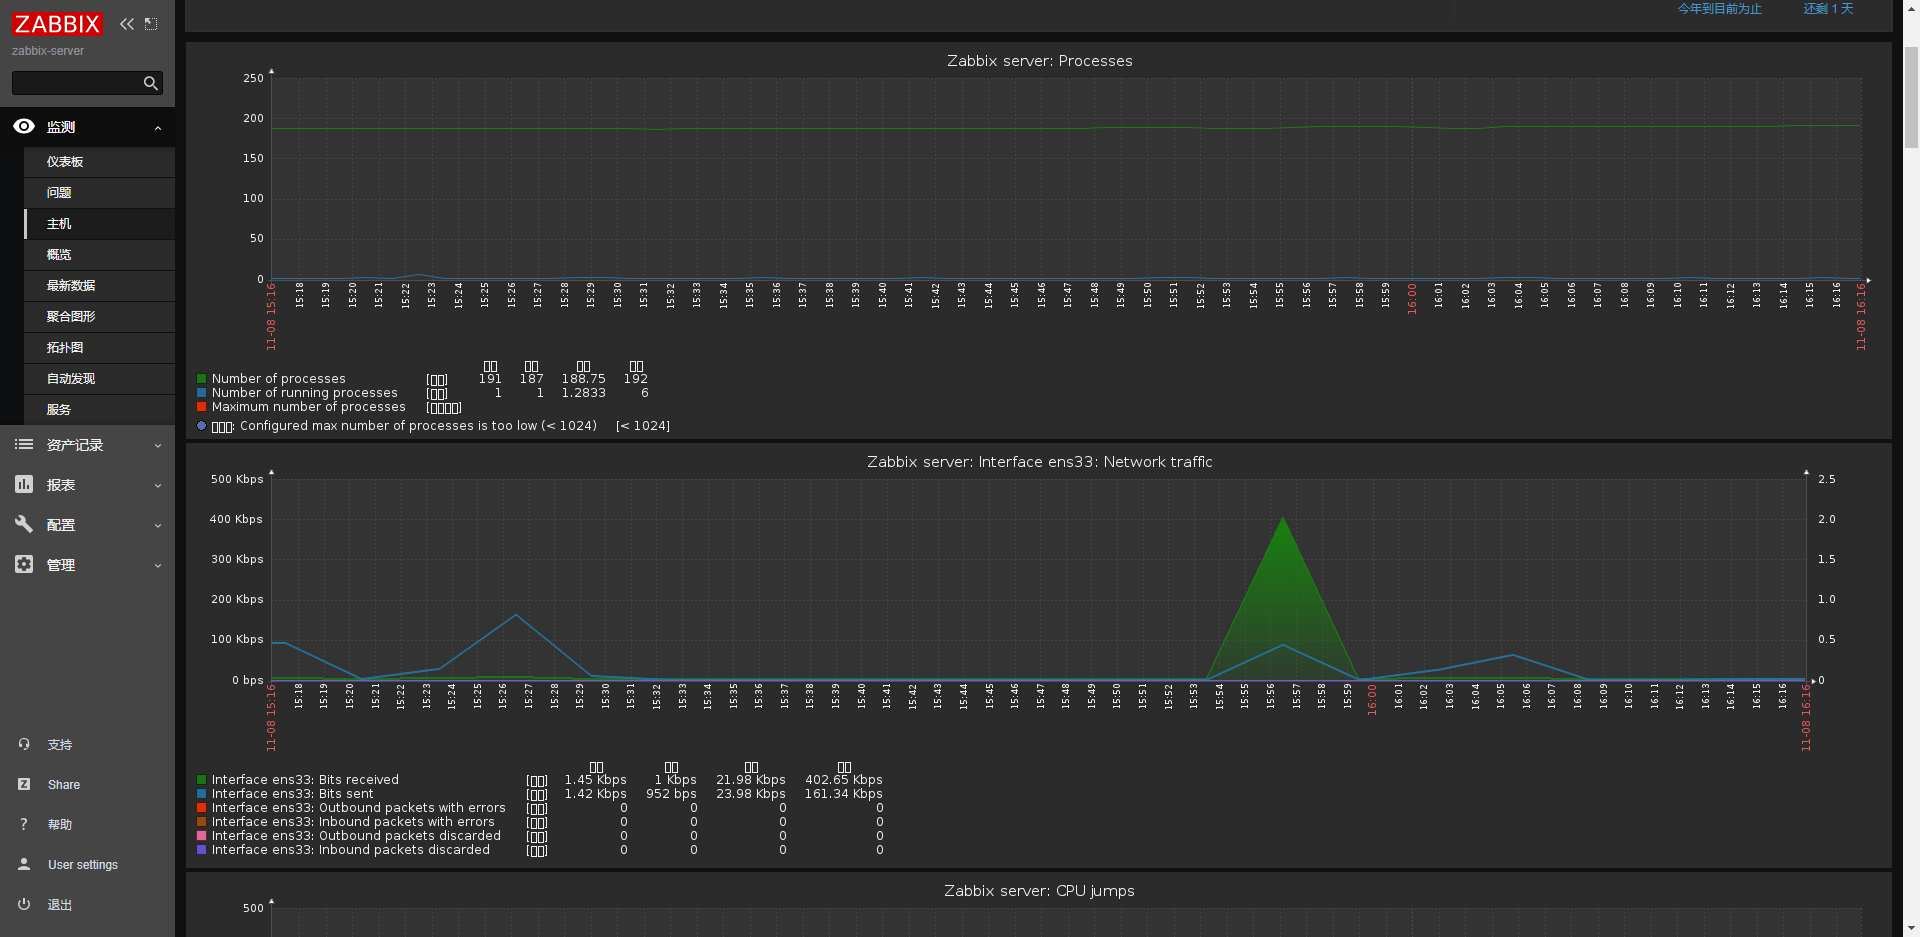 ZABBIX
zabbix-server
监测
仪表板
问题
主机
概览
最新数据
聚合图形
拓扑图
自动发现
服务
资产记录
报表
配置
管理
支持
Share
帮助
User settings
退出
今年到目前为止 还剩 1 天
Zabbix server: Processes
250
200
150
100
50
0
11-08 15:16 15:18 15:19 15:20 15:21 15:22 15:23 15:24 15:25 15:26 15:27 15:28 15:29 15:30 15:31 15:32 15:33 15:34 15:35 15:36 15:37 15:38 15:39 15:40 15:41 15:42 15:43 15:44 15:45 15:46 15:47 15:48 15:49 15:50 15:51 15:52 15:53 15:54 15:55 15:56 15:57 15:58 15:59 16:00 16:01 16:02 16:03 16:04 16:05 16:06 16:07 16:08 16:09 16:10 16:11 16:12 16:13 16:14 16:15 16:16 11-08 16:16
Number of processes 191 187 188.75 192
Number of running processes 1 1 1.2833 6
Maximum number of processes
: Configured max number of processes is too low (< 1024) [< 1024]
Zabbix server: Interface ens33: Network traffic
500 Kbps 2.5
400 Kbps 2.0
300 Kbps 1.5
200 Kbps 1.0
100 Kbps 0.5
0 bps 0
11-08 15:16 15:18 15:19 15:20 15:21 15:22 15:23 15:24 15:25 15:26 15:27 15:28 15:29 15:30 15:31 15:32 15:33 15:34 15:35 15:36 15:37 15:38 15:39 15:40 15:41 15:42 15:43 15:44 15:45 15:46 15:47 15:48 15:49 15:50 15:51 15:52 15:53 15:54 15:55 15:56 15:57 15:58 15:59 16:00 16:01 16:02 16:03 16:04 16:05 16:06 16:07 16:08 16:09 16:10 16:11 16:12 16:13 16:14 16:15 16:16 11-08 16:16
Interface ens33: Bits received 1.45 Kbps 1 Kbps 21.98 Kbps 402.65 Kbps
Interface ens33: Bits sent 1.42 Kbps 952 bps 23.98 Kbps 161.34 Kbps
Interface ens33: Outbound packets with errors 0 0 0 0
Interface ens33: Inbound packets with errors 0 0 0 0
Interface ens33: Outbound packets discarded 0 0 0 0
Interface ens33: Inbound packets discarded 0 0 0 0
Zabbix server: CPU jumps
500